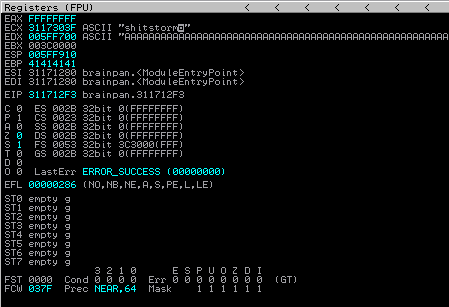 Registers (FPU) < < < < < <
EAX FFFFFFFF
ECX 3117303F ASCII "shitstorm
EDX 005FF700 ASCII "AAAAAAAAAAAAAAAAAAAAAAAAAAAAAAAAAAAAAAAAAAAA
EBX 003C0000
ESP 005FF910
EBP 41414141
ESI 31171280 brainpan.<ModuleEntryPoint>
EDI 31171280 brainpan.<ModuleEntryPoint>
EIP 311712F3 brainpan.311712F3
C 0 ES 002B 32bit 0(FFFFFFFF)
P 1 CS 0023 32bit 0(FFFFFFFF)
A 0 SS 002B 32bit 0(FFFFFFFF)
Z 0 DS 002B 32bit 0(FFFFFFFF)
S 1 FS 0053 32bit 3C3000(FFF)
T 0 GS 002B 32bit 0(FFFFFFFF)
D 0
O 0 LastErr ERROR_SUCCESS (00000000)
EFL 00000286 (NO,NB,NE,A,S,PE,L,LE)
ST0 empty g
ST1 empty g
ST2 empty g
ST3 empty g
ST4 empty g
ST5 empty g
ST6 empty g
ST7 empty g
3 2 1 0 E S P U O Z D I
FST 0000 Cond 0 0 0 0 Err 0 0 0 0 0 0 0 0 (GT)
FCW 037F Prec NEAR,64 Mask 1 1 1 1 1 1